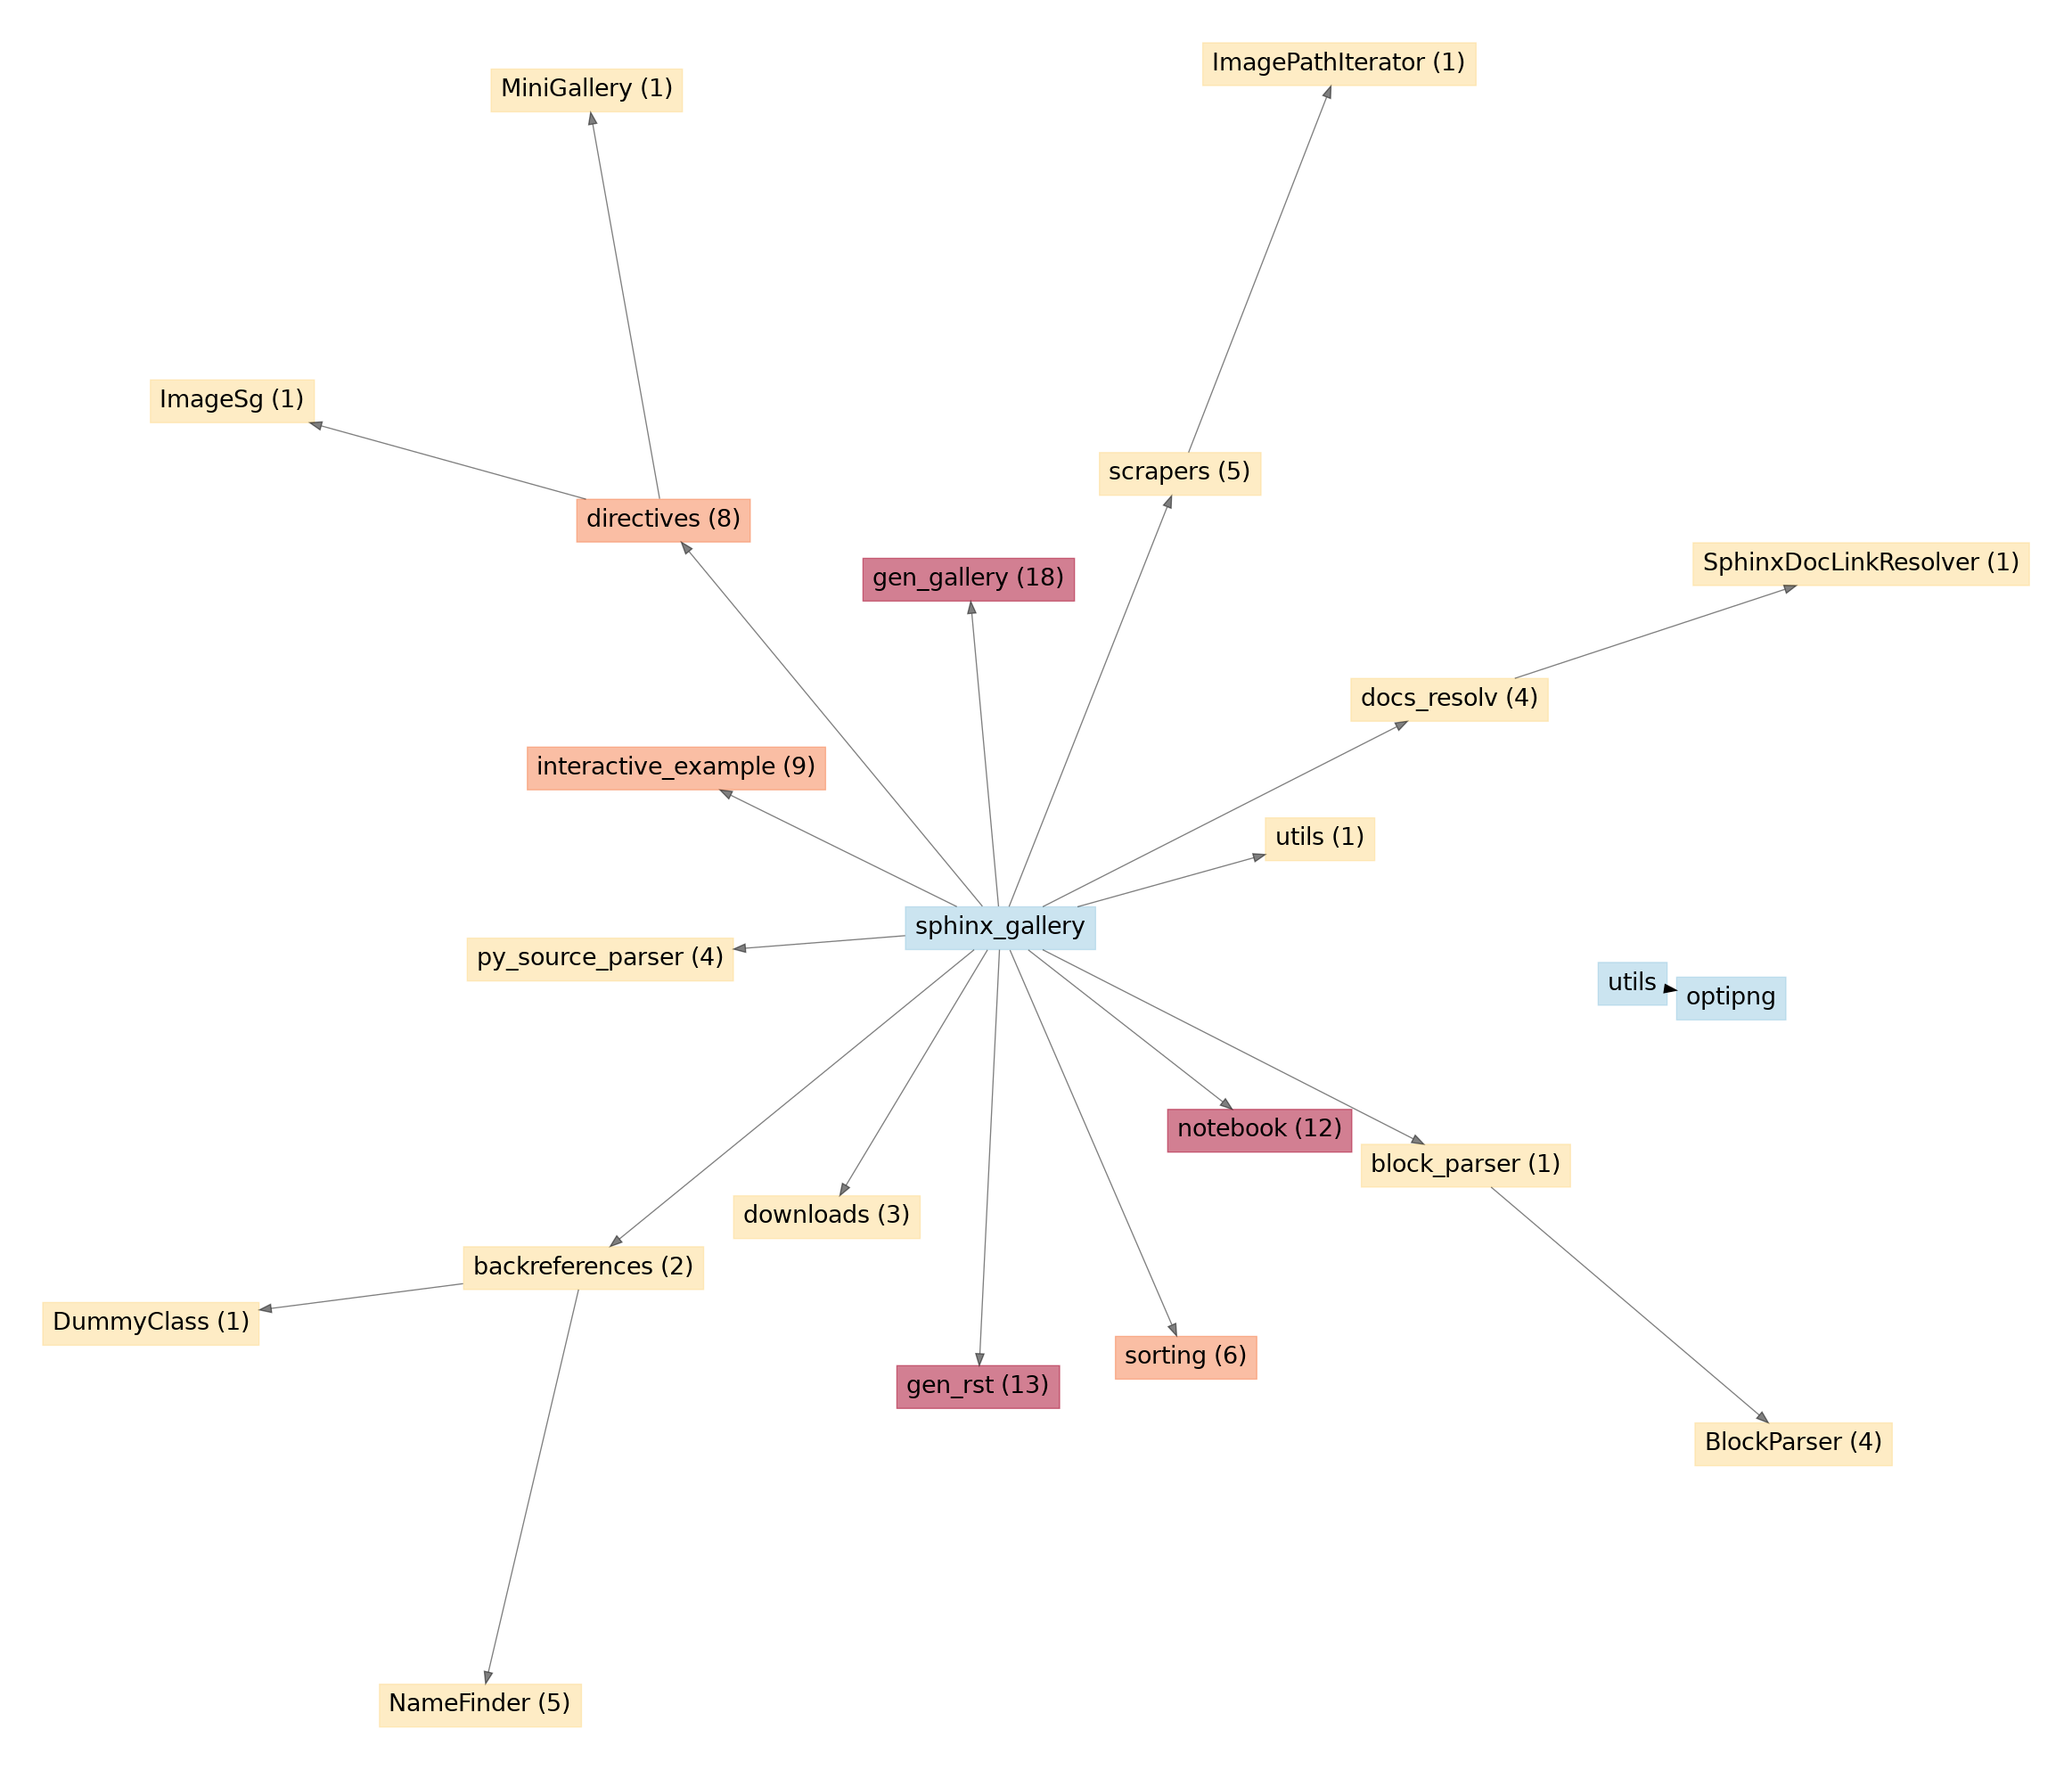 ImagePathIterator (1)
MiniGallery (1)
ImageSg (1)
scrapers (5)
directives (8)
SphinxDocLinkResolver (1)
gen_gallery (18)
docs_resolv (4)
interactive_example (9)
utils (1)
sphinx_gallery
py_source_parser (4)
utils
optipng
notebook (12)
block_parser (1)
downloads (3)
backreferences (2)
DummyClass (1)
sorting (6)
gen_rst (13)
BlockParser (4)
NameFinder (5)